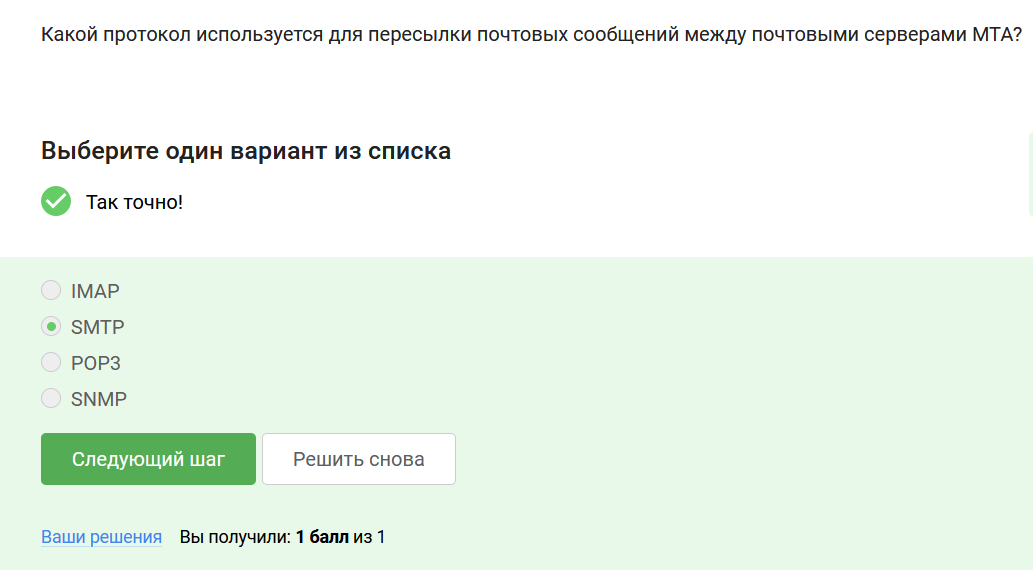 Какой протокол используется для пересылки почтовых сообщений между почтовыми серверами MTA?
Выберите один вариант из списка
Так точно!
IMAP
SMTP
POP3
SNMP
Следующий шаг
Решить снова
Ваши решения Вы получили: 1 балл из 1